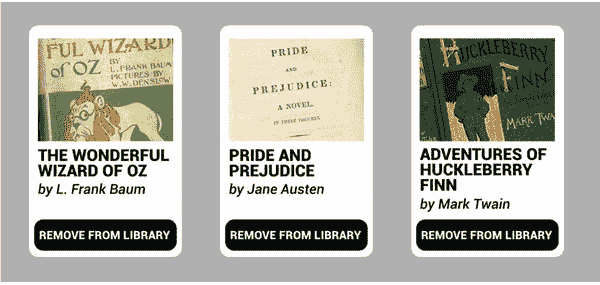 FUL WIZARD
of OZ BY
L. FRANK BAUM
PICTURES BY
W.W. DENSLOW
THE WONDERFUL
WIZARD OF OZ
by L. Frank Baum
REMOVE FROM LIBRARY
PRIDE
AND
PREJUDICE:
A NOVEL.
IN THREE VOLUMES.
PRIDE AND
PREJUDICE
by Jane Austen
REMOVE FROM LIBRARY
HUCKLEBERRY
FINN
MARK TWA
ADVENTURES OF
HUCKLEBERRY
FINN
by Mark Twain
REMOVE FROM LIBRARY